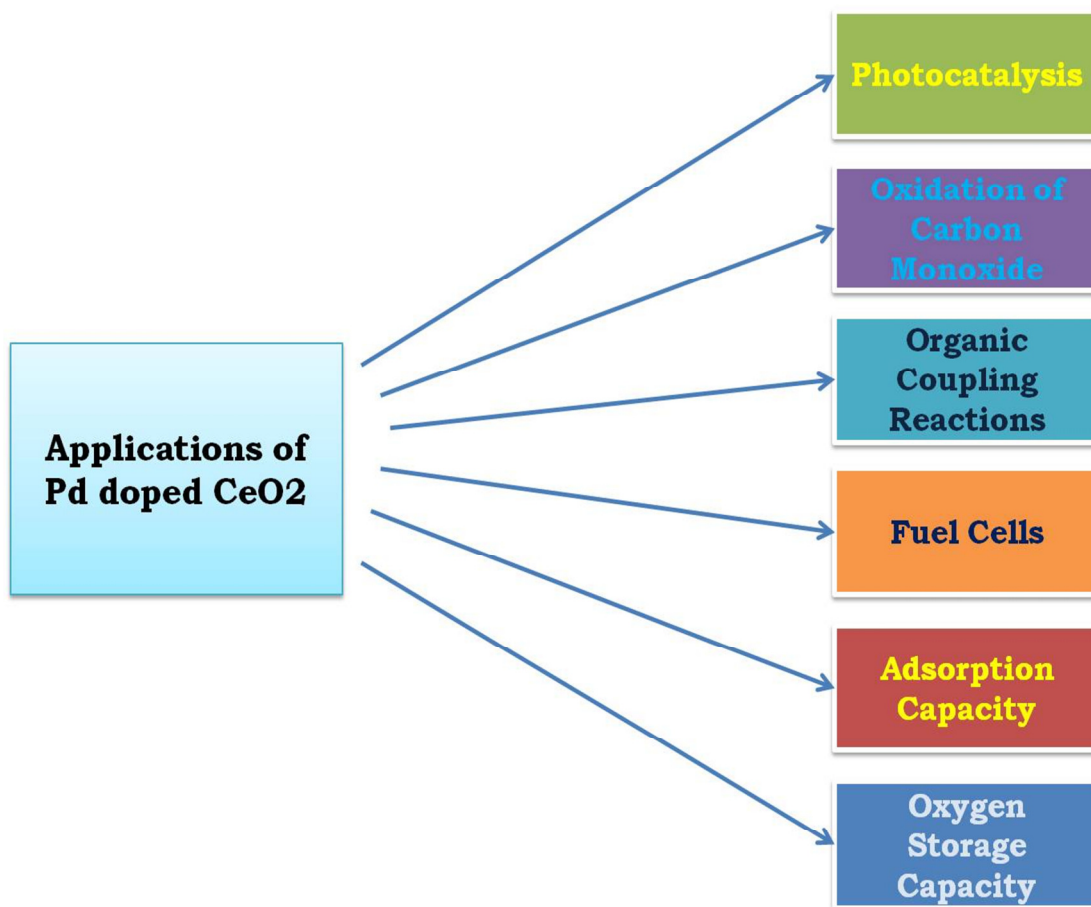 Photocatalysis
Oxidation of
Carbon
Monoxide
Organic
Coupling
Reactions
Applications of
Pd doped CeO2
Fuel Cells
Adsorption
Capacity
Oxygen
Storage
Capacity